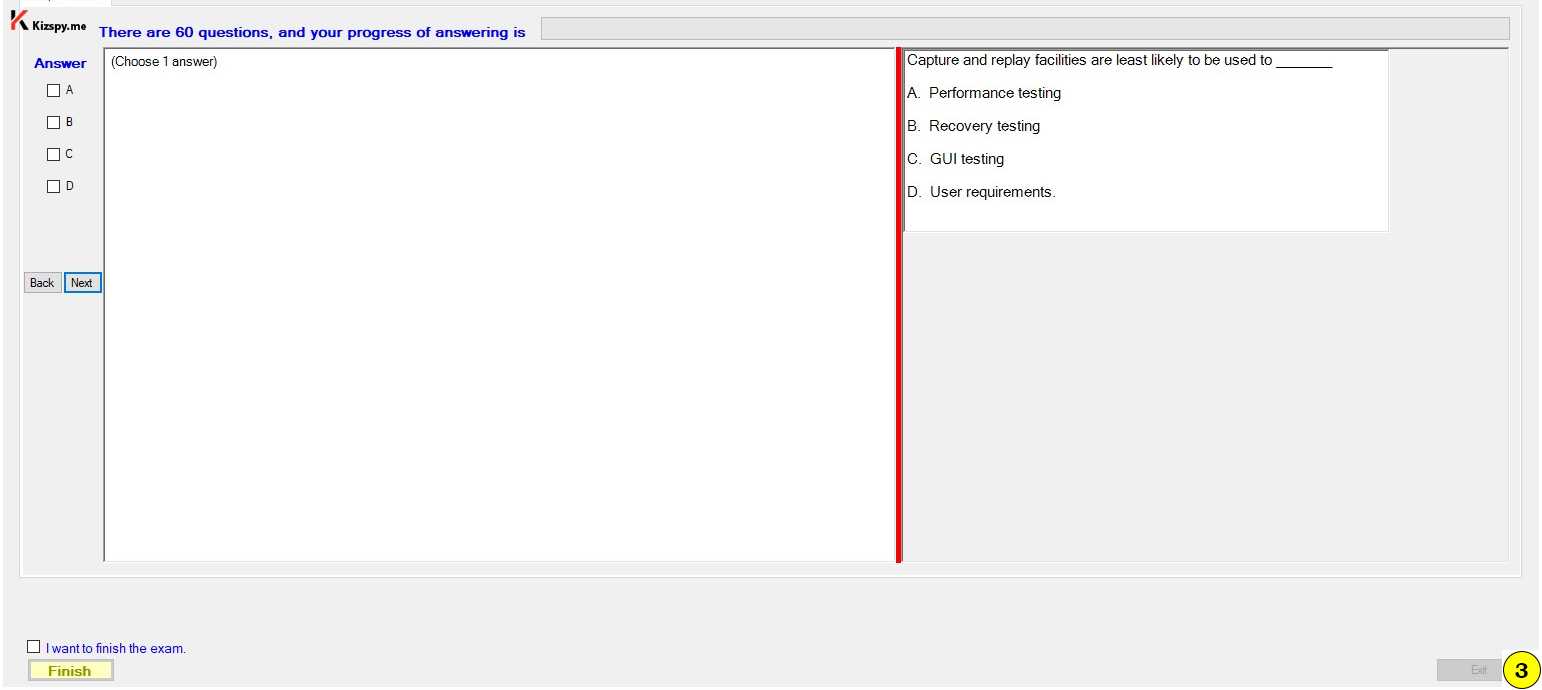 Kizspy.me
There are 60 questions, and your progress of answering is
Answer
A
B
C
D
Back Next
(Choose 1 answer)
Capture and replay facilities are least likely to be used to _______
A. Performance testing
B. Recovery testing
C. GUI testing
D. User requirements.
I want to finish the exam.
Finish
Exit
3